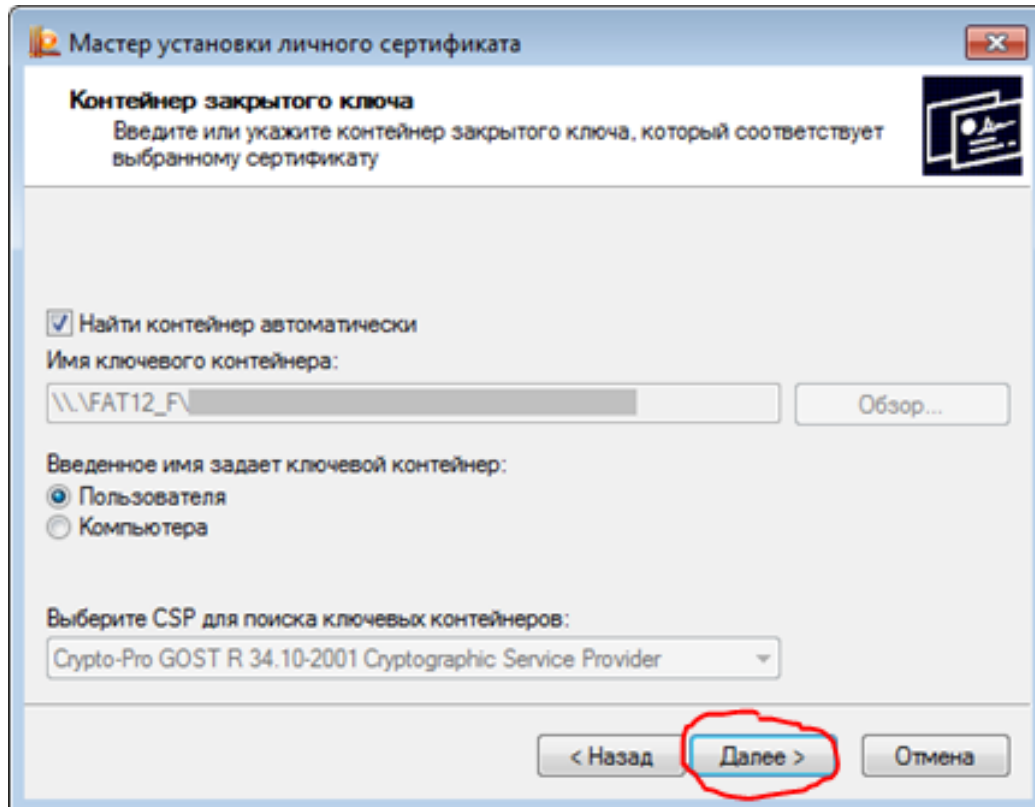 Мастер установки личного сертификата
Контейнер закрытого ключа
Введите или укажите контейнер закрытого ключа, который соответствует
выбранному сертификату
Найти контейнер автоматически
Имя ключевого контейнера:
\\.\FAT12_F\
Обзор...
Введенное имя задает ключевой контейнер:
Пользователя
Компьютера
Выберите CSP для поиска ключевых контейнеров:
Crypto-Pro GOST R 34.10-2001 Cryptographic Service Provider
< Назад Далее > Отмена